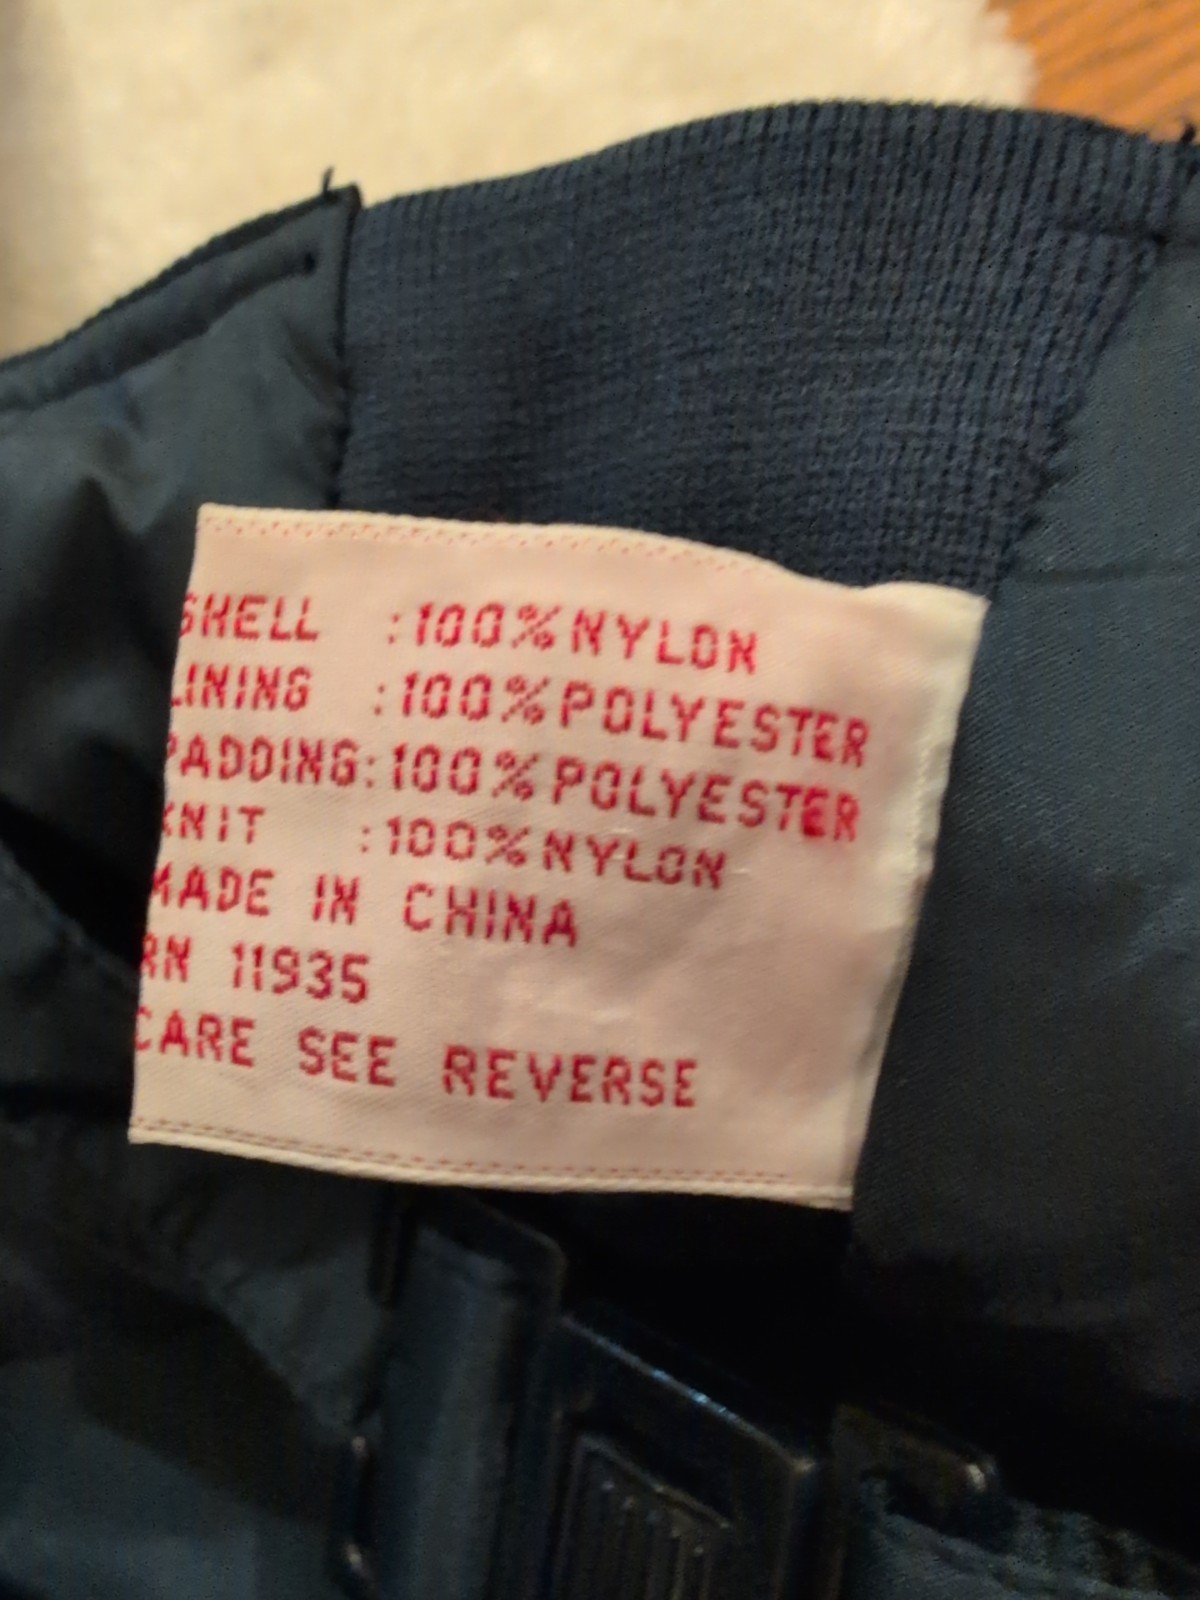 SHELL :100%NYLON
LINING :100%POLYESTER
PADDING:100%POLYESTER
KNIT :100%NYLON
MADE IN CHINA
RN 11935
CARE SEE REVERSE